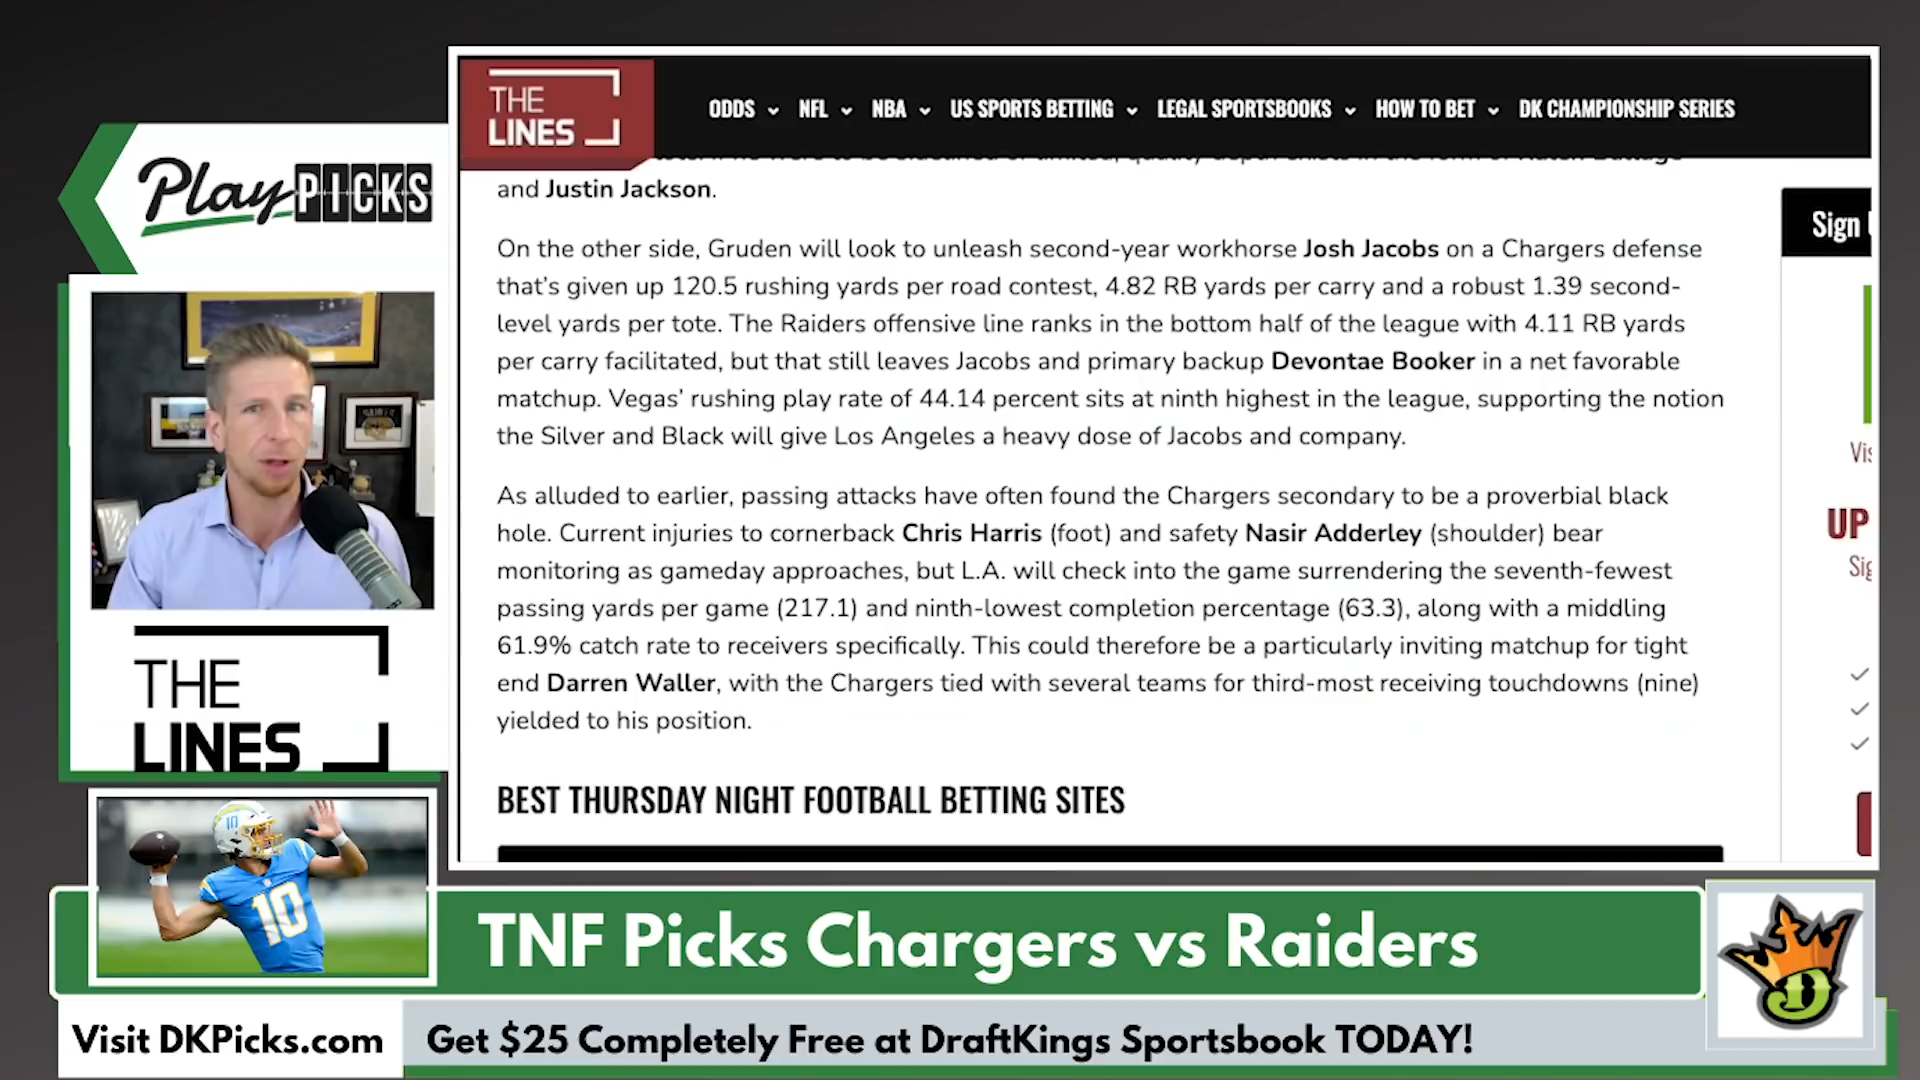 THE
LINES
ODDS NFL NBA US SPORTS BETTING LEGAL SPORTSBOOKS HOW TO BET DK CHAMPIONSHIP SERIES
Play PICKS
and Justin Jackson.
Sign
On the other side, Gruden will look to unleash second-year workhorse Josh Jacobs on a Chargers defense
that's given up 120.5 rushing yards per road contest, 4.82 RB yards per carry and a robust 1.39 second-
level yards per tote. The Raiders offensive line ranks in the bottom half of the league with 4.11 RB yards
per carry facilitated, but that still leaves Jacobs and primary backup Devontae Booker in a net favorable
matchup. Vegas' rushing play rate of 44.14 percent sits at ninth highest in the league, supporting the notion
the Silver and Black will give Los Angeles a heavy dose of Jacobs and company.
As alluded to earlier, passing attacks have often found the Chargers secondary to be a proverbial black
hole. Current injuries to cornerback Chris Harris (foot) and safety Nasir Adderley (shoulder) bear
monitoring as gameday approaches, but L.A. will check into the game surrendering the seventh-fewest
passing yards per game (217.1) and ninth-lowest completion percentage (63.3), along with a middling
61.9% catch rate to receivers specifically. This could therefore be a particularly inviting matchup for tight
end Darren Waller, with the Chargers tied with several teams for third-most receiving touchdowns (nine)
yielded to his position.
UP
BEST THURSDAY NIGHT FOOTBALL BETTING SITES
THE
LINES
10
10
TNF Picks Chargers vs Raiders
D
Visit DKPicks.com
Get $25 Completely Free at DraftKings Sportsbook TODAY!